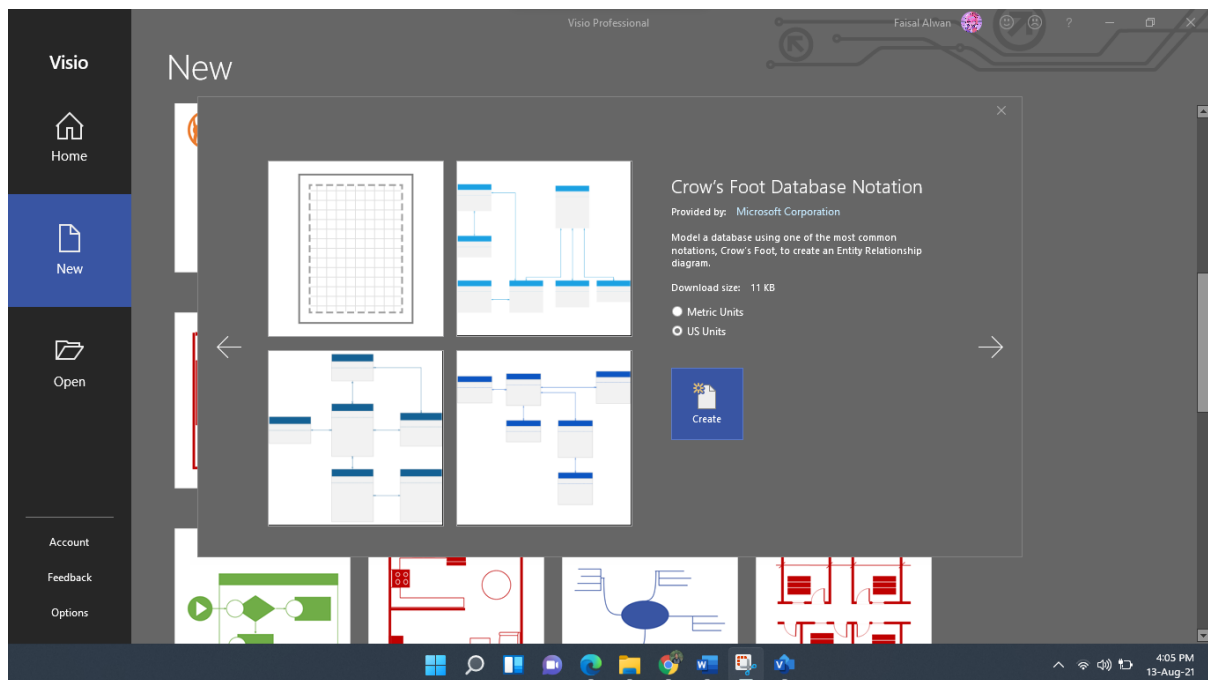 Visio Professional
Faisal Alwan
?
Visio
New
Home
New
Open
Account
Feedback
Options
Crow's Foot Database Notation
Provided by: Microsoft Corporation
Model a database using one of the most common
notations, Crow's Foot, to create an Entity Relationship
diagram.
Download size: 11 KB
Metric Units
US Units
Create
4:05 PM
13-Aug-21